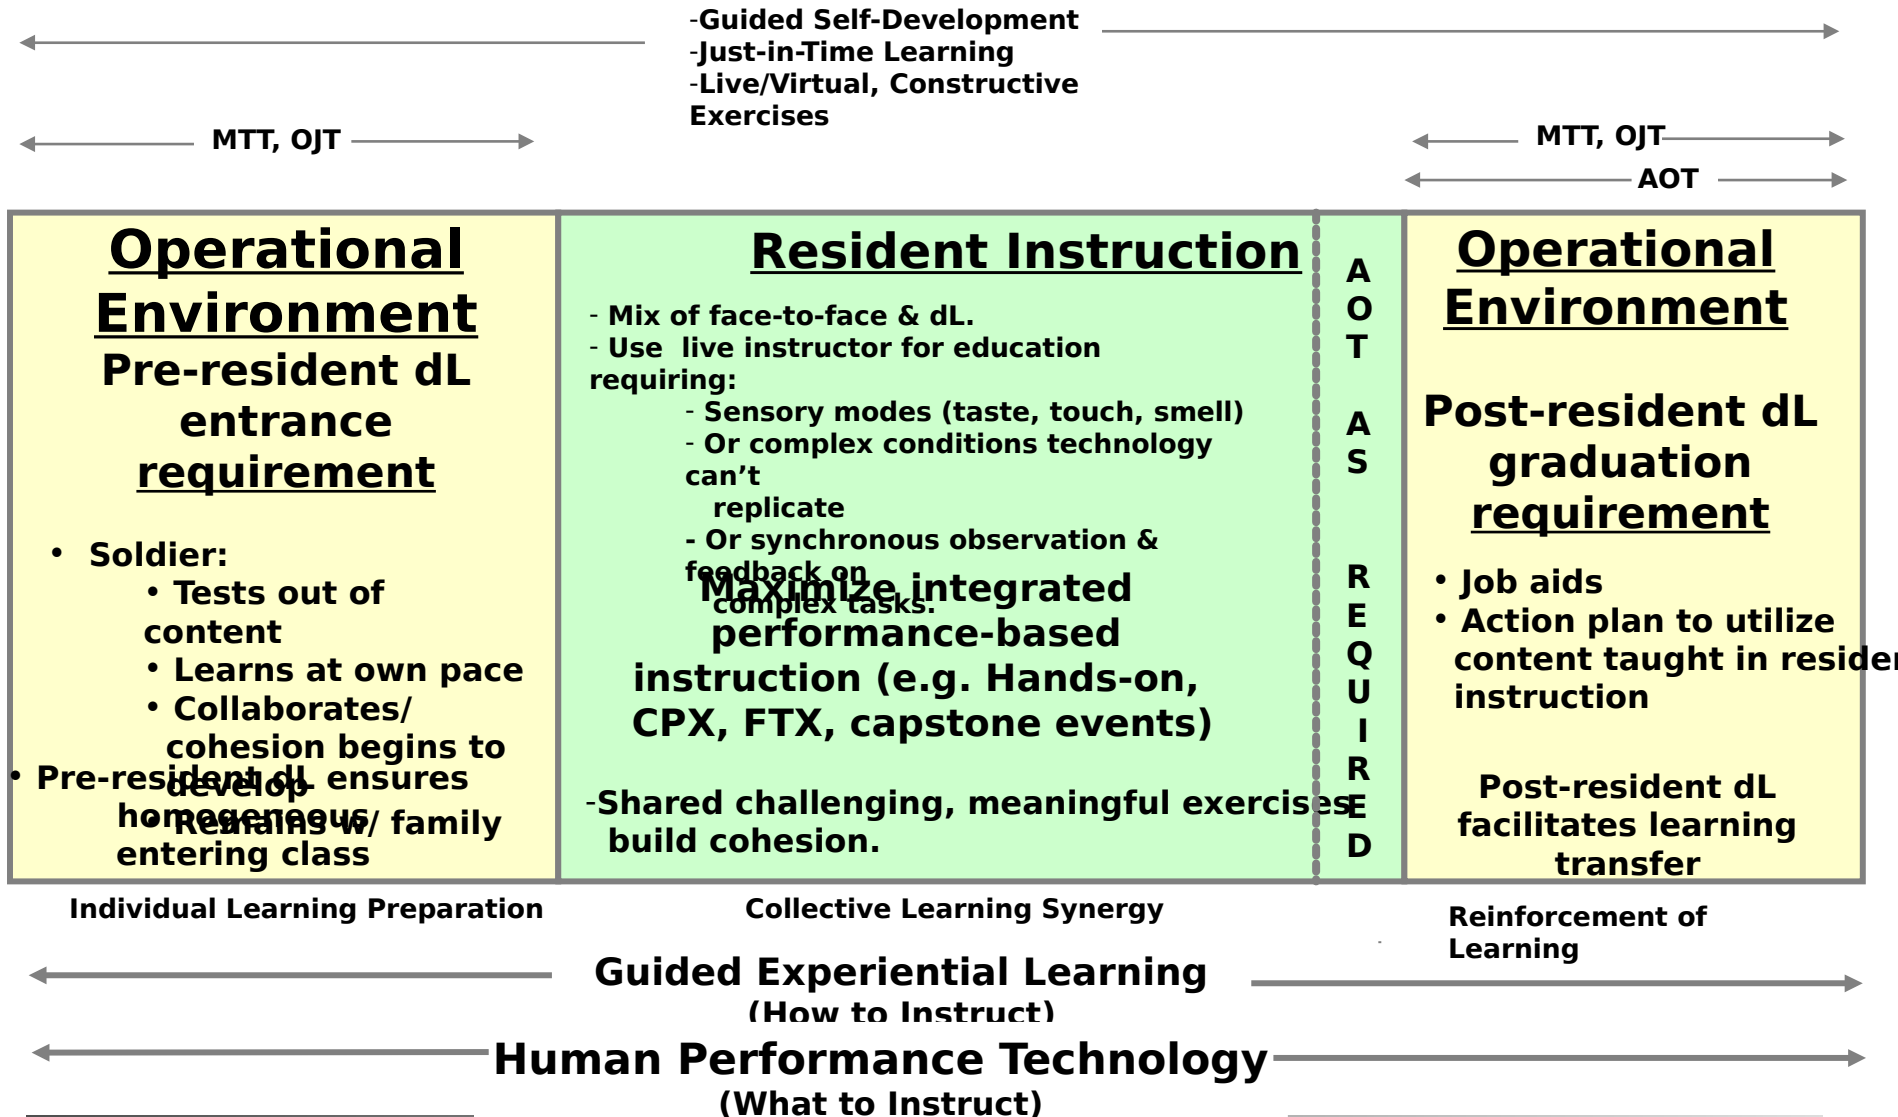 -Guided Self-Development
-Just-in-Time Learning
-Live/Virtual, Constructive
Exercises
MTT, OJT
MTT, OJT
AOT
Operational
Environment
Pre-resident dL
entrance
requirement
• Soldier:
• Tests out of
content
• Learns at own pace
• Collaborates/
cohesion begins to
develop
• Remains w/ family
• Pre-resident dL ensures
homogeneous
entering class
Resident Instruction
- Mix of face-to-face & dL.
- Use live instructor for education
requiring:
- Sensory modes (taste, touch, smell)
- Or complex conditions technology
can’t
replicate
- Or synchronous observation &
feedback on
complex tasks.
Maximize integrated
performance-based
instruction (e.g. Hands-on,
CPX, FTX, capstone events)
-Shared challenging, meaningful exercises
build cohesion.
A
O
T
A
S
R
E
Q
U
I
R
E
D
Operational
Environment
Post-resident dL
graduation
requirement
• Job aids
• Action plan to utilize
content taught in residen
instruction
Post-resident dL
facilitates learning
transfer
Individual Learning Preparation
Collective Learning Synergy
Reinforcement of
Learning
Guided Experiential Learning
(How to Instruct)
Human Performance Technology
(What to Instruct)